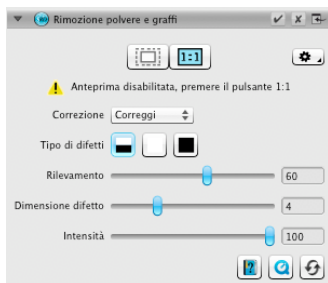 Rimozione polvere e graffi
1:1
Anteprima disabilitata, premere il pulsante 1:1
Correzione Correggi
Tipo di difetti
Rilevamento 60
Dimensione difetto 4
Intensità 100